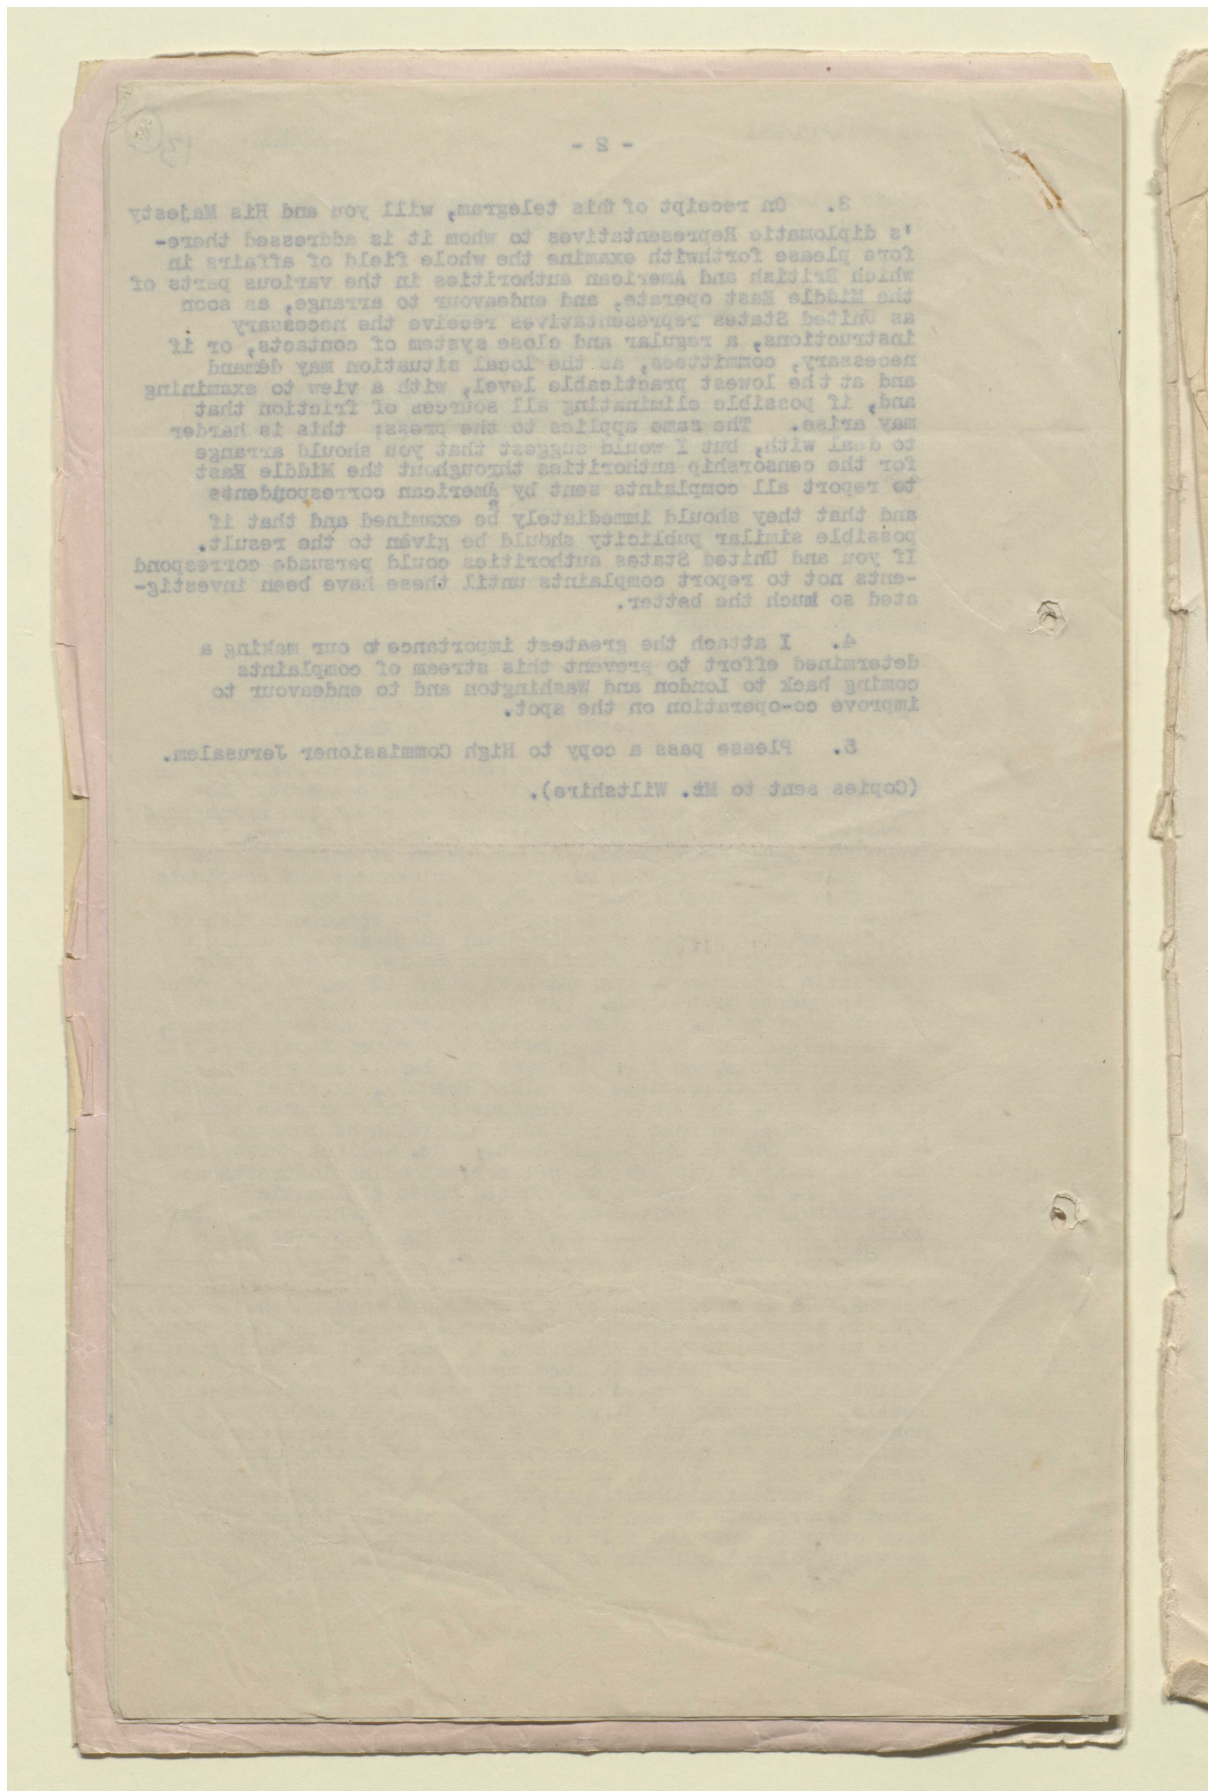 - 2 -
13
3. On receipt of this telegram, will you and His Majesty
's diplomatic Representatives to whom it is addressed there-
fore please forthwith examine the whole field of affairs in
which British and American authorities in the various parts of
the Middle East operate, and endeavour to arrange, as soon
as United States representatives receive the necessary
instructions, a regular and close system of contacts, or if
necessary, committees, as the local situation may demand
and at the lowest practicable level, with a view to examining
and, if possible eliminating all sources of friction that
may arise. The same applies to the press: this is harder
to deal with, but I would suggest that you should arrange
for the censorship authorities throughout the Middle East
to report all complaints sent by American correspondents
and that they should immediately be examined and that if
possible similar publicity should be given to the result.
If you and United States authorities could persuade correspond
-ents not to report complaints until these have been investig-
ated so much the better.
4. I attach the greatest importance to our making a
determined effort to prevent this stream of complaints
coming back to London and Washington and to endeavour to
improve co-operation on the spot.
5. Please pass a copy to High Commissioner Jerusalem.
(Copies sent to Mr. Wiltshire).